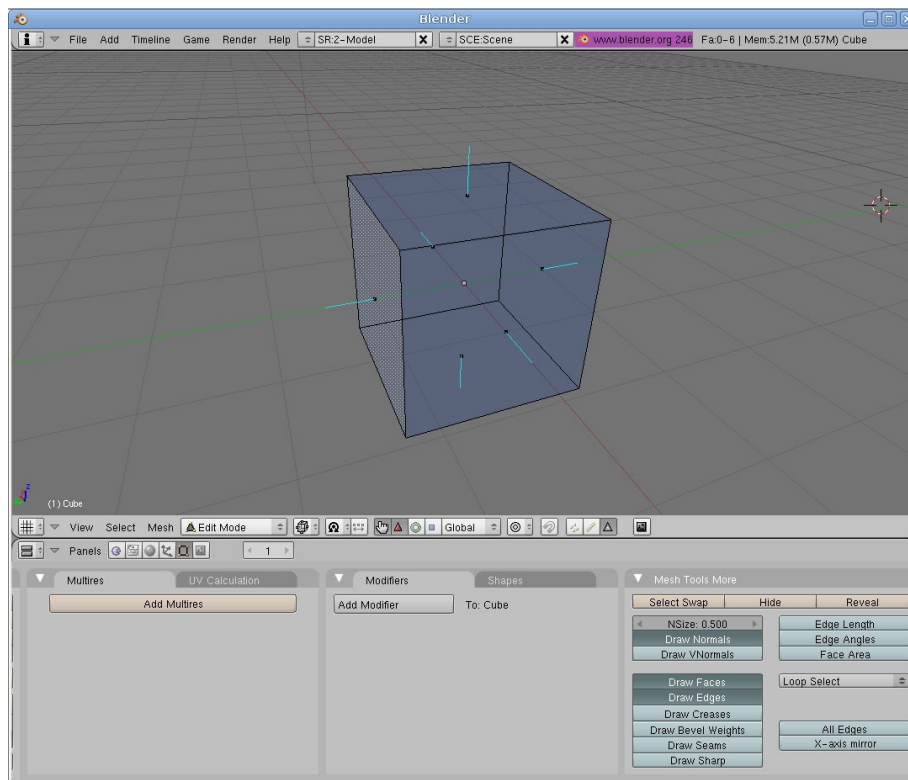 Blender
File Add Timeline Game Render Help SR:2-Model X SCE:Scene X www.blender.org 246 Fa:0-6 | Mem:5.21M (0.57M) Cube
z
(1) Cube
View Select Mesh Edit Mode Global
Panels 1
Multires UV Calculation Modifiers Shapes Mesh Tools More
Add Multires
Add Modifier To: Cube
Select Swap Hide Reveal
NSize: 0.500 Edge Length
Draw Normals Edge Angles
Draw VNormals Face Area
Draw Faces Loop Select
Draw Edges
Draw Creases
Draw Bevel Weights All Edges
Draw Seams X-axis mirror
Draw Sharp